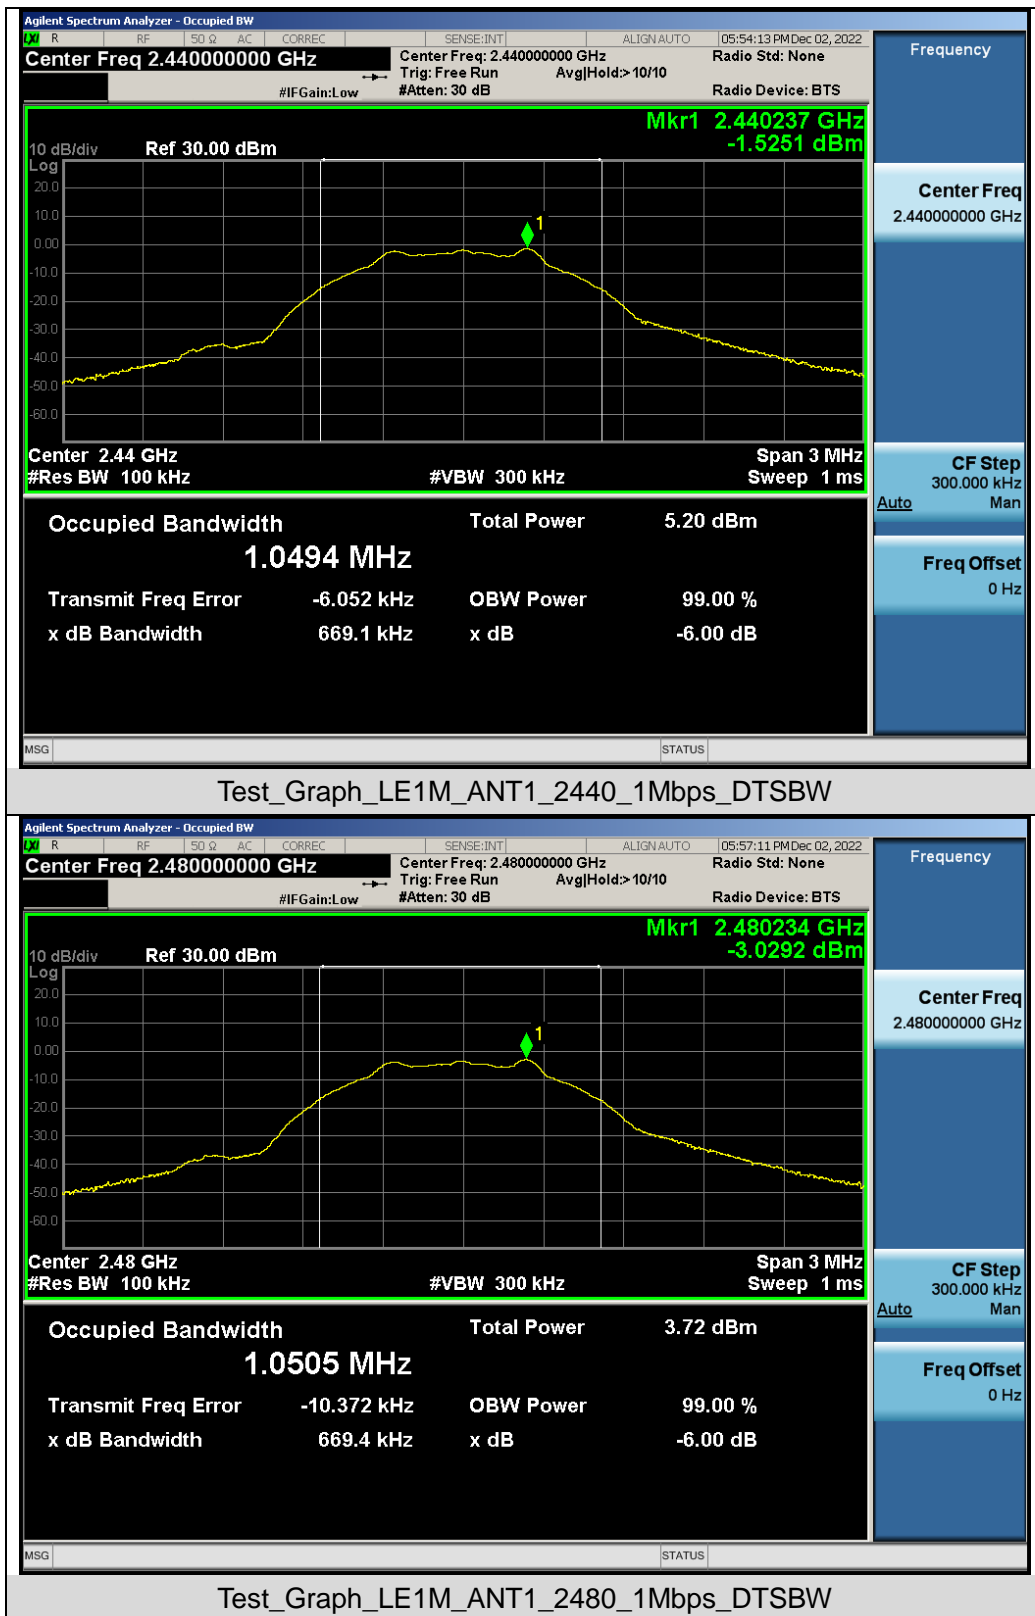 Agilent Spectrum Analyzer - Occupied BW
LXI R RF 50 Ω AC CORREC SENSE:INT ALIGN AUTO 05:54:13 PM Dec 02, 2022
Center Freq 2.440000000 GHz
Center Freq: 2.440000000 GHz
Radio Std: None
Trig: Free Run
Avg|Hold:> 10/10
#IFGain:Low
#Atten: 30 dB
Radio Device: BTS
Frequency
Mkr1 2.440237 GHz
-1.5251 dBm
10 dB/div
Ref 30.00 dBm
Log
20.0
10.0
0.00
-10.0
-20.0
-30.0
-40.0
-50.0
-60.0
1
Center Freq
2.440000000 GHz
Center 2.44 GHz
Span 3 MHz
#Res BW 100 kHz
#VBW 300 kHz
Sweep 1 ms
CF Step
300.000 kHz
Auto Man
Freq Offset
0 Hz
Occupied Bandwidth
1.0494 MHz
Total Power 5.20 dBm
Transmit Freq Error -6.052 kHz
OBW Power 99.00 %
x dB Bandwidth 669.1 kHz
x dB -6.00 dB
MSG
STATUS
Test_Graph_LE1M_ANT1_2440_1Mbps_DTSBW
Agilent Spectrum Analyzer - Occupied BW
LXI R RF 50 Ω AC CORREC SENSE:INT ALIGN AUTO 05:57:11 PM Dec 02, 2022
Center Freq 2.480000000 GHz
Center Freq: 2.480000000 GHz
Radio Std: None
Trig: Free Run
Avg|Hold:> 10/10
#IFGain:Low
#Atten: 30 dB
Radio Device: BTS
Frequency
Mkr1 2.480234 GHz
-3.0292 dBm
10 dB/div
Ref 30.00 dBm
Log
20.0
10.0
0.00
-10.0
-20.0
-30.0
-40.0
-50.0
-60.0
1
Center Freq
2.480000000 GHz
Center 2.48 GHz
Span 3 MHz
#Res BW 100 kHz
#VBW 300 kHz
Sweep 1 ms
CF Step
300.000 kHz
Auto Man
Freq Offset
0 Hz
Occupied Bandwidth
1.0505 MHz
Total Power 3.72 dBm
Transmit Freq Error -10.372 kHz
OBW Power 99.00 %
x dB Bandwidth 669.4 kHz
x dB -6.00 dB
MSG
STATUS
Test_Graph_LE1M_ANT1_2480_1Mbps_DTSBW